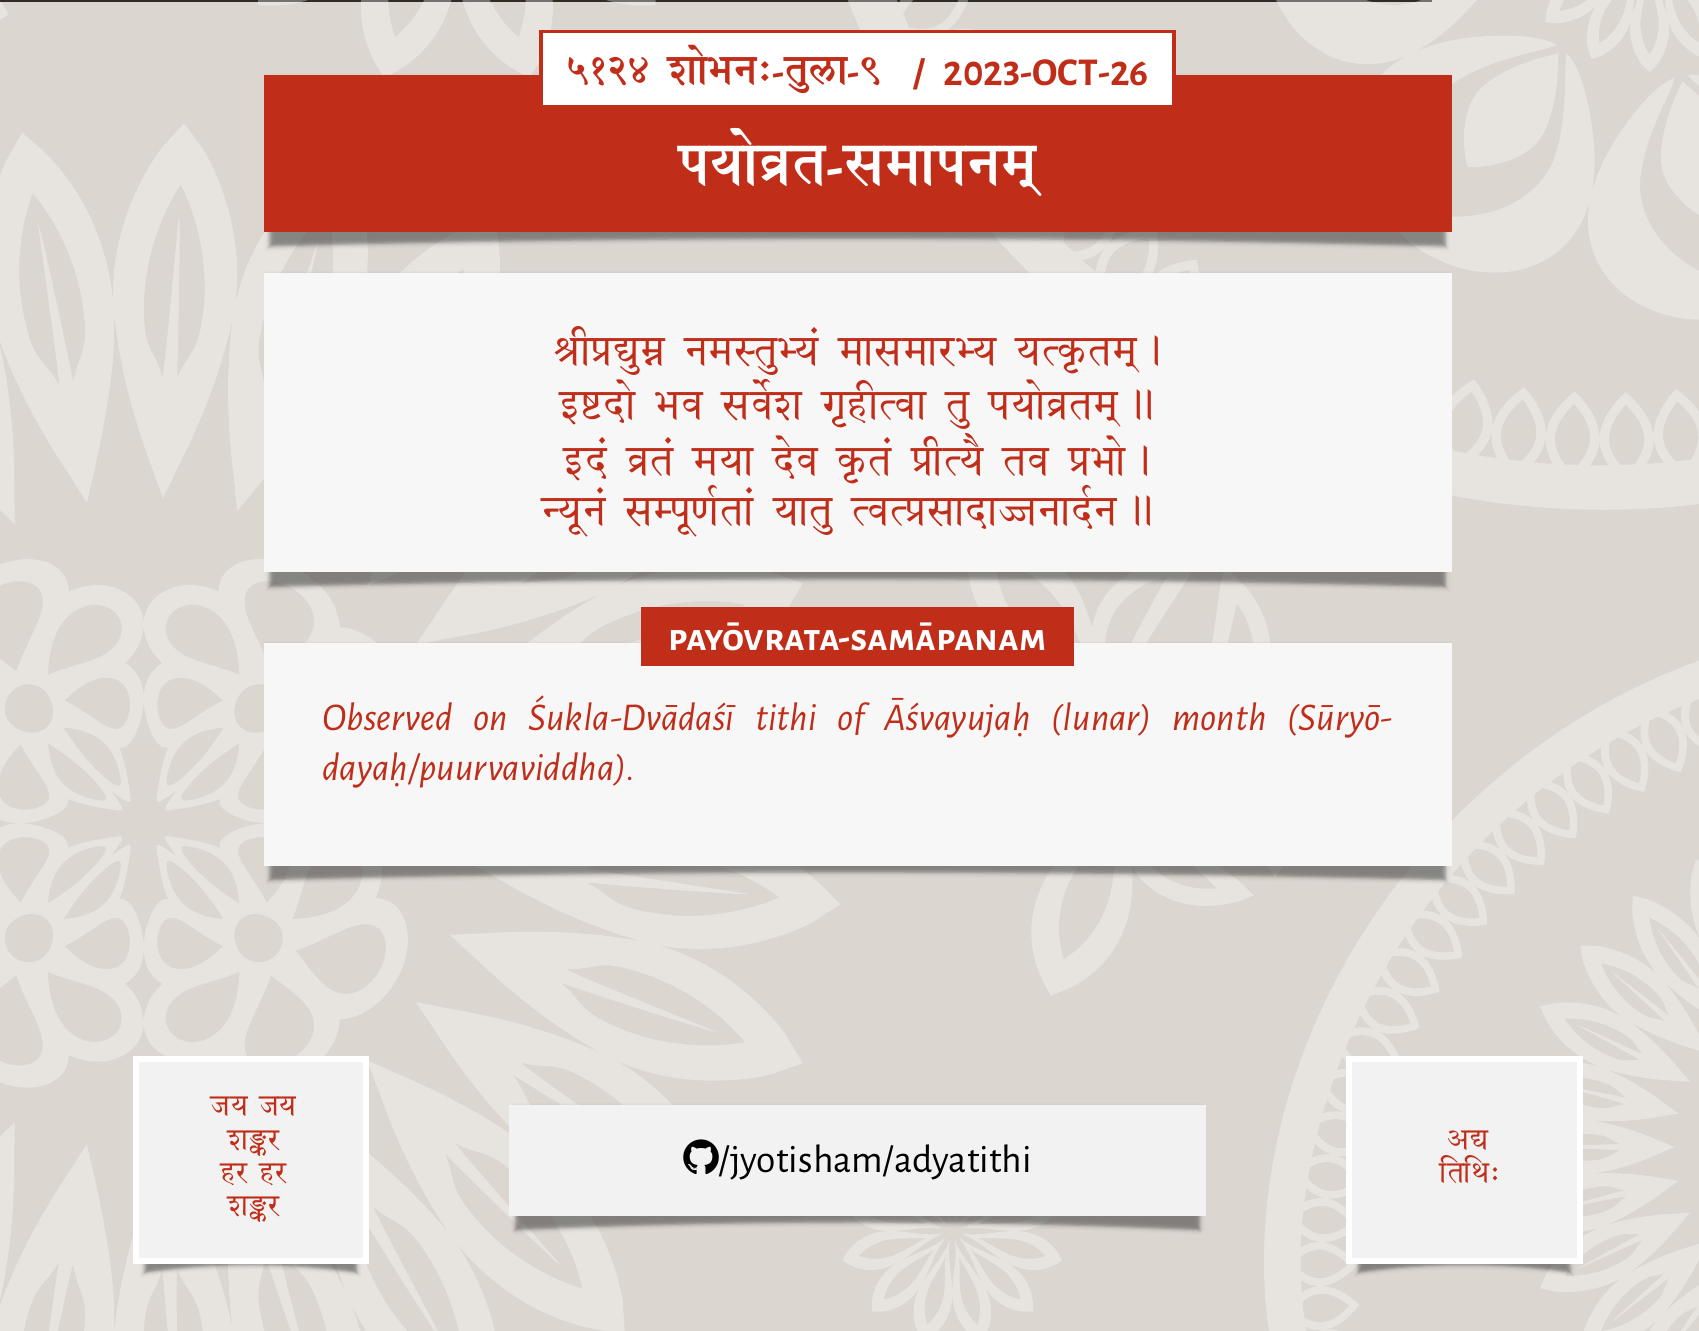 ५१२४ शोभनः-तुला-९ / 2023-OCT-26
पयोव्रत-समापनम्
श्रीप्रद्युम्न नमस्तुभ्यं मासमारभ्य यत्कृतम् ।
इष्टदो भव सर्वेश गृहीत्वा तु पयोव्रतम् ॥
इदं व्रतं मया देव कृतं प्रीत्यै तव प्रभो ।
न्यूनं सम्पूर्णतां यातु त्वत्प्रसादाज्जनार्दन ॥
PAYŌVRATA-SAMĀPANAM
Observed on Śukla-Dvādaśī tithi of Āśvayujaḥ (lunar) month (Sūryō-
dayaḥ/puurvaviddha).
जय जय
शङ्कर
हर हर
शङ्कर
/jyotisham/adyatithi
अद्य
तिथिः